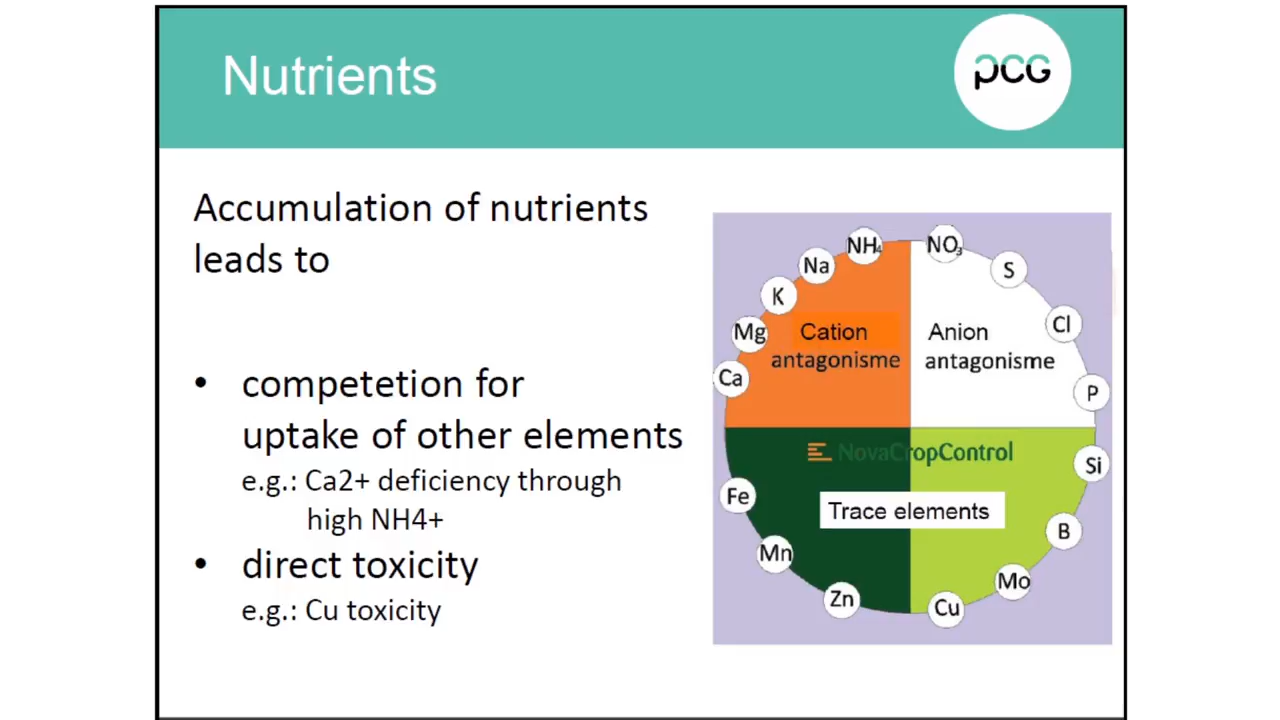 Nutrients
pcg
Accumulation of nutrients
leads to
• competetion for
uptake of other elements
e.g.: Ca2+ deficiency through
high NH4+
• direct toxicity
e.g.: Cu toxicity
NH₄
NO₃
Na
S
K
Cl
Mg
Cation
antagonisme
Anion
antagonisme
Ca
P
NovaCropControl
Si
Fe
Trace elements
B
Mn
Mo
Zn
Cu